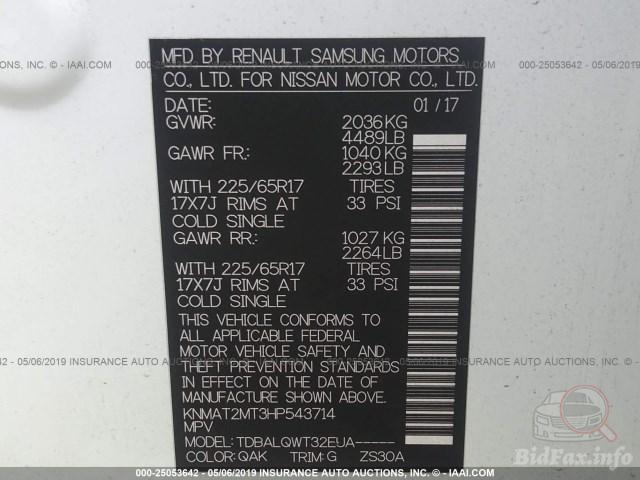 000-25053642 - 05/06/2019 INSURANCE AUTO AUCTIONS, INC. - ©IAAI.COM
MFD. BY RENAULT SAMSUNG MOTORS
CO., LTD. FOR NISSAN MOTOR CO., LTD.
DATE: 01/17
GVWR: 2036KG
4489LB
GAWR FR: 1040KG
2293LB
WITH 225/65R17 TIRES
17X7J RIMS AT 33 PSI
COLD SINGLE
GAWR RR: 1027KG
2264LB
WITH 225/65R17 TIRES
17X7J RIMS AT 33 PSI
COLD SINGLE
THIS VEHICLE CONFORMS TO
ALL APPLICABLE FEDERAL
MOTOR VEHICLE SAFETY AND
THEFT PREVENTION STANDARDS
IN EFFECT ON THE DATE OF
MANUFACTURE SHOWN ABOVE.
KNMAT2MT3HP543714
MPV
MODEL: TDBALQWT32EUA-----
COLOR: QAK TRIM: G ZS30A
BidFax.info